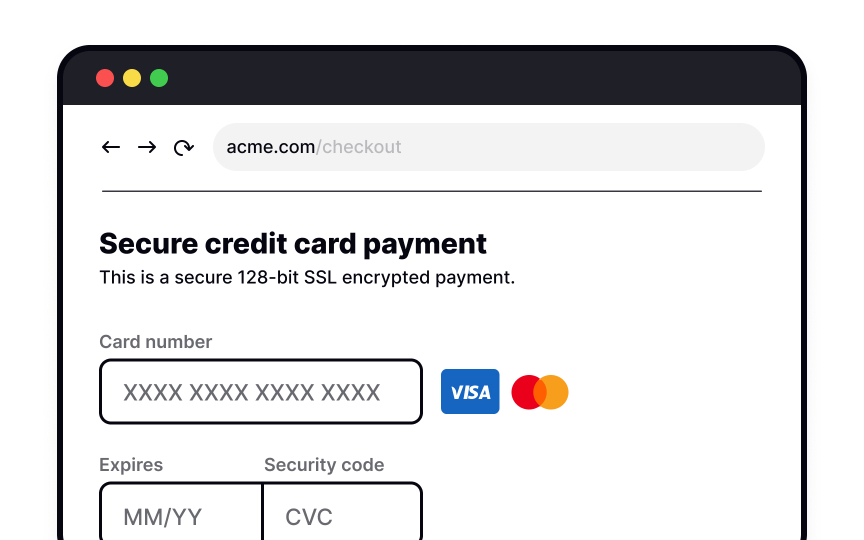 acme.com/checkout
Secure credit card payment
This is a secure 128-bit SSL encrypted payment.
Card number
XXXX XXXX XXXX XXXX
VISA
Expires
Security code
MM/YY
CVC